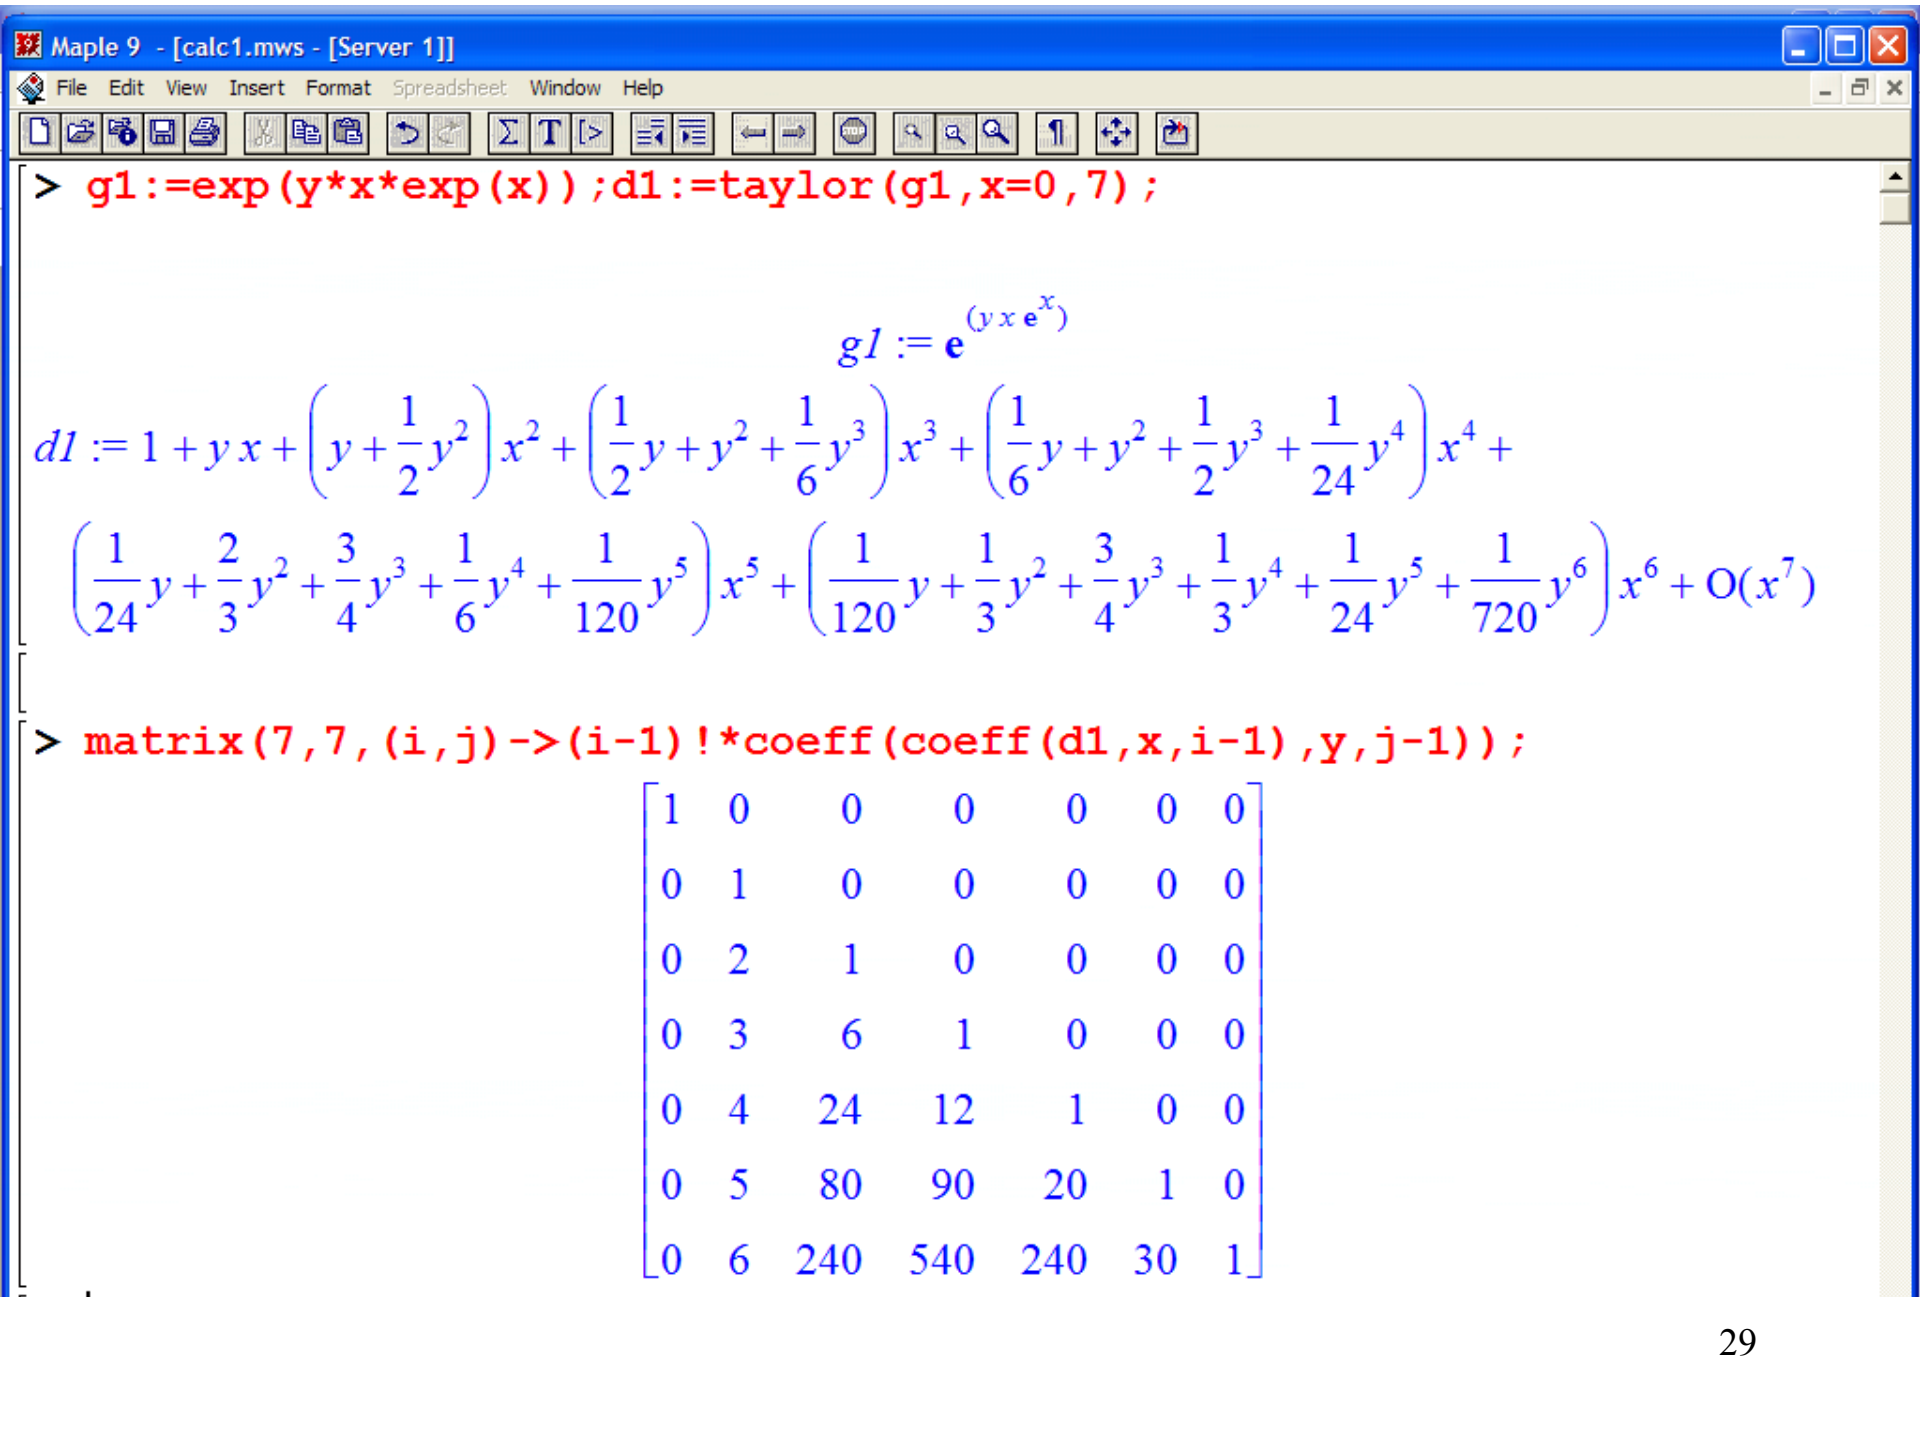 Maple 9 - [calc1.mws - [Server 1]]
File Edit View Insert Format Spreadsheet Window Help
> g1:=exp(y*x*exp(x));d1:=taylor(g1,x=0,7);
g1 := e^(y x e^x)
d1 := 1 + y x + (y + 1/2 y^2) x^2 + (1/2 y + y^2 + 1/6 y^3) x^3 + (1/6 y + y^2 + 1/2 y^3 + 1/24 y^4) x^4 +
(1/24 y + 2/3 y^2 + 3/4 y^3 + 1/6 y^4 + 1/120 y^5) x^5 + (1/120 y + 1/3 y^2 + 3/4 y^3 + 1/3 y^4 + 1/24 y^5 + 1/720 y^6) x^6 + O(x^7)
> matrix(7,7,(i,j)->(i-1)!*coeff(coeff(d1,x,i-1),y,j-1));
1 0 0 0 0 0 0
0 1 0 0 0 0 0
0 2 1 0 0 0 0
0 3 6 1 0 0 0
0 4 24 12 1 0 0
0 5 80 90 20 1 0
0 6 240 540 240 30 1
29